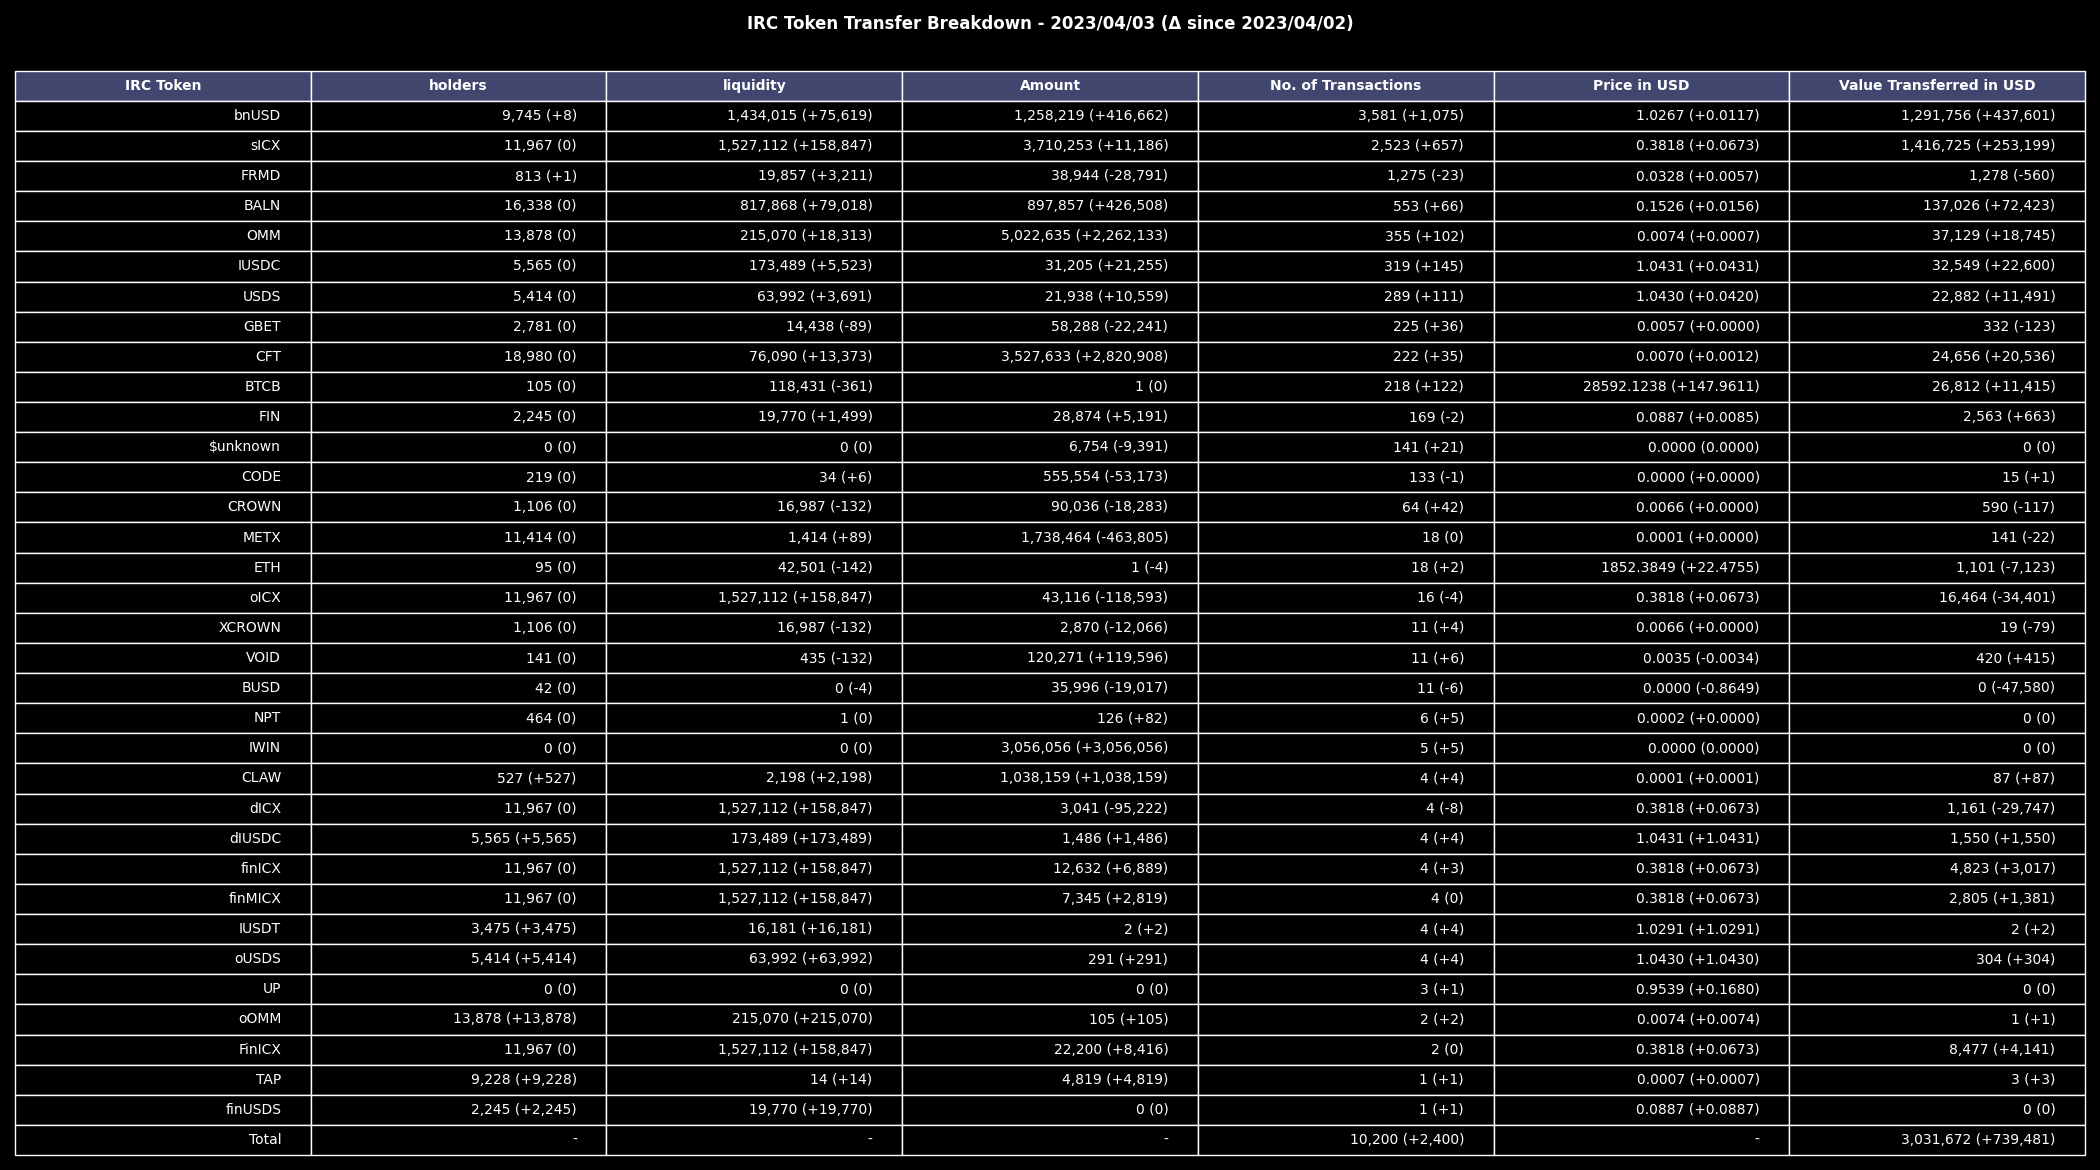 IRC Token Transfer Breakdown - 2023/04/03 (Δ since 2023/04/02)
IRC Token holders liquidity Amount No. of Transactions Price in USD Value Transferred in USD
bnUSD 9,745 (+8) 1,434,015 (+75,619) 1,258,219 (+416,662) 3,581 (+1,075) 1.0267 (+0.0117) 1,291,756 (+437,601)
sICX 11,967 (0) 1,527,112 (+158,847) 3,710,253 (+11,186) 2,523 (+657) 0.3818 (+0.0673) 1,416,725 (+253,199)
FRMD 813 (+1) 19,857 (+3,211) 38,944 (-28,791) 1,275 (-23) 0.0328 (+0.0057) 1,278 (-560)
BALN 16,338 (0) 817,868 (+79,018) 897,857 (+426,508) 553 (+66) 0.1526 (+0.0156) 137,026 (+72,423)
OMM 13,878 (0) 215,070 (+18,313) 5,022,635 (+2,262,133) 355 (+102) 0.0074 (+0.0007) 37,129 (+18,745)
IUSDC 5,565 (0) 173,489 (+5,523) 31,205 (+21,255) 319 (+145) 1.0431 (+0.0431) 32,549 (+22,600)
USDS 5,414 (0) 63,992 (+3,691) 21,938 (+10,559) 289 (+111) 1.0430 (+0.0420) 22,882 (+11,491)
GBET 2,781 (0) 14,438 (-89) 58,288 (-22,241) 225 (+36) 0.0057 (+0.0000) 332 (-123)
CFT 18,980 (0) 76,090 (+13,373) 3,527,633 (+2,820,908) 222 (+35) 0.0070 (+0.0012) 24,656 (+20,536)
BTCB 105 (0) 118,431 (-361) 1 (0) 218 (+122) 28592.1238 (+147.9611) 26,812 (+11,415)
FIN 2,245 (0) 19,770 (+1,499) 28,874 (+5,191) 169 (-2) 0.0887 (+0.0085) 2,563 (+663)
$unknown 0 (0) 0 (0) 6,754 (-9,391) 141 (+21) 0.0000 (0.0000) 0 (0)
CODE 219 (0) 34 (+6) 555,554 (-53,173) 133 (-1) 0.0000 (+0.0000) 15 (+1)
CROWN 1,106 (0) 16,987 (-132) 90,036 (-18,283) 64 (+42) 0.0066 (+0.0000) 590 (-117)
METX 11,414 (0) 1,414 (+89) 1,738,464 (-463,805) 18 (0) 0.0001 (+0.0000) 141 (-22)
ETH 95 (0) 42,501 (-142) 1 (-4) 18 (+2) 1852.3849 (+22.4755) 1,101 (-7,123)
oICX 11,967 (0) 1,527,112 (+158,847) 43,116 (-118,593) 16 (-4) 0.3818 (+0.0673) 16,464 (-34,401)
XCROWN 1,106 (0) 16,987 (-132) 2,870 (-12,066) 11 (+4) 0.0066 (+0.0000) 19 (-79)
VOID 141 (0) 435 (-132) 120,271 (+119,596) 11 (+6) 0.0035 (-0.0034) 420 (+415)
BUSD 42 (0) 0 (-4) 35,996 (-19,017) 11 (-6) 0.0000 (-0.8649) 0 (-47,580)
NPT 464 (0) 1 (0) 126 (+82) 6 (+5) 0.0002 (+0.0000) 0 (0)
IWIN 0 (0) 0 (0) 3,056,056 (+3,056,056) 5 (+5) 0.0000 (0.0000) 0 (0)
CLAW 527 (+527) 2,198 (+2,198) 1,038,159 (+1,038,159) 4 (+4) 0.0001 (+0.0001) 87 (+87)
dICX 11,967 (0) 1,527,112 (+158,847) 3,041 (-95,222) 4 (-8) 0.3818 (+0.0673) 1,161 (-29,747)
dIUSDC 5,565 (+5,565) 173,489 (+173,489) 1,486 (+1,486) 4 (+4) 1.0431 (+1.0431) 1,550 (+1,550)
finICX 11,967 (0) 1,527,112 (+158,847) 12,632 (+6,889) 4 (+3) 0.3818 (+0.0673) 4,823 (+3,017)
finMICX 11,967 (0) 1,527,112 (+158,847) 7,345 (+2,819) 4 (0) 0.3818 (+0.0673) 2,805 (+1,381)
IUSDT 3,475 (+3,475) 16,181 (+16,181) 2 (+2) 4 (+4) 1.0291 (+1.0291) 2 (+2)
oUSDS 5,414 (+5,414) 63,992 (+63,992) 291 (+291) 4 (+4) 1.0430 (+1.0430) 304 (+304)
UP 0 (0) 0 (0) 0 (0) 3 (+1) 0.9539 (+0.1680) 0 (0)
oOMM 13,878 (+13,878) 215,070 (+215,070) 105 (+105) 2 (+2) 0.0074 (+0.0074) 1 (+1)
FinICX 11,967 (0) 1,527,112 (+158,847) 22,200 (+8,416) 2 (0) 0.3818 (+0.0673) 8,477 (+4,141)
TAP 9,228 (+9,228) 14 (+14) 4,819 (+4,819) 1 (+1) 0.0007 (+0.0007) 3 (+3)
finUSDS 2,245 (+2,245) 19,770 (+19,770) 0 (0) 1 (+1) 0.0887 (+0.0887) 0 (0)
Total - - - 10,200 (+2,400) - 3,031,672 (+739,481)